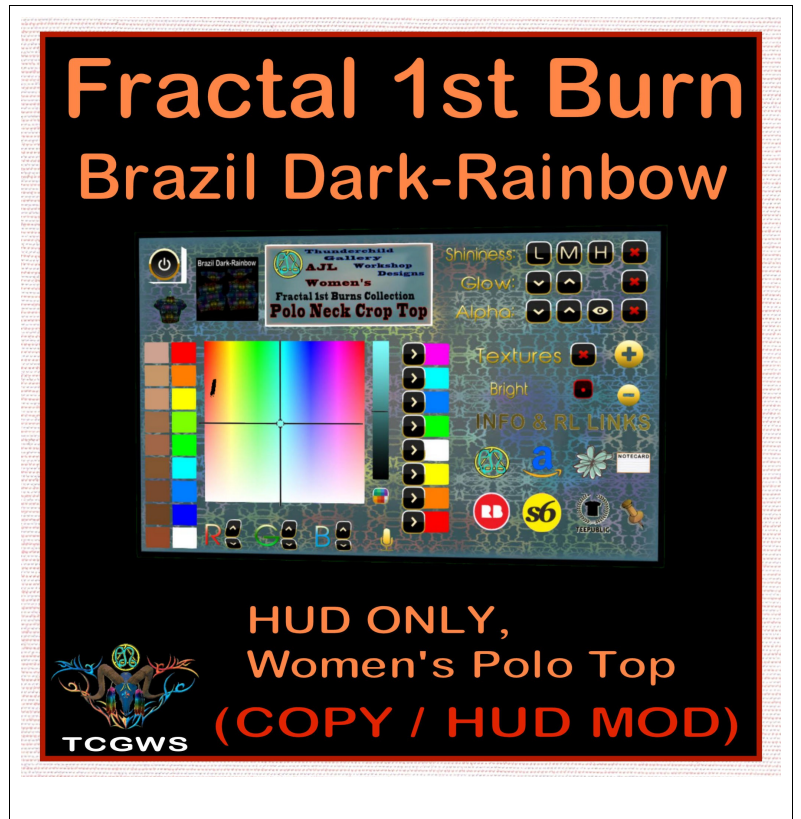 Fractal 1st Burn
Brazil Dark-Rainbow
Brazil Dark-Rainbow
Thunderchild
Gallery
AJL Workshop
Designs
Women's
Fractal 1st Burns Collection
Polo Neck Crop Top
Shininess: L M H
Glow:
Alpha:
Textures
Bright
INFO & RL LINKS
a
NOTECARD
RB
s6
TEEPUBLIC
R G B
HUD ONLY,
Women's Polo Top
(COPY / HUD MOD)
TCGWS